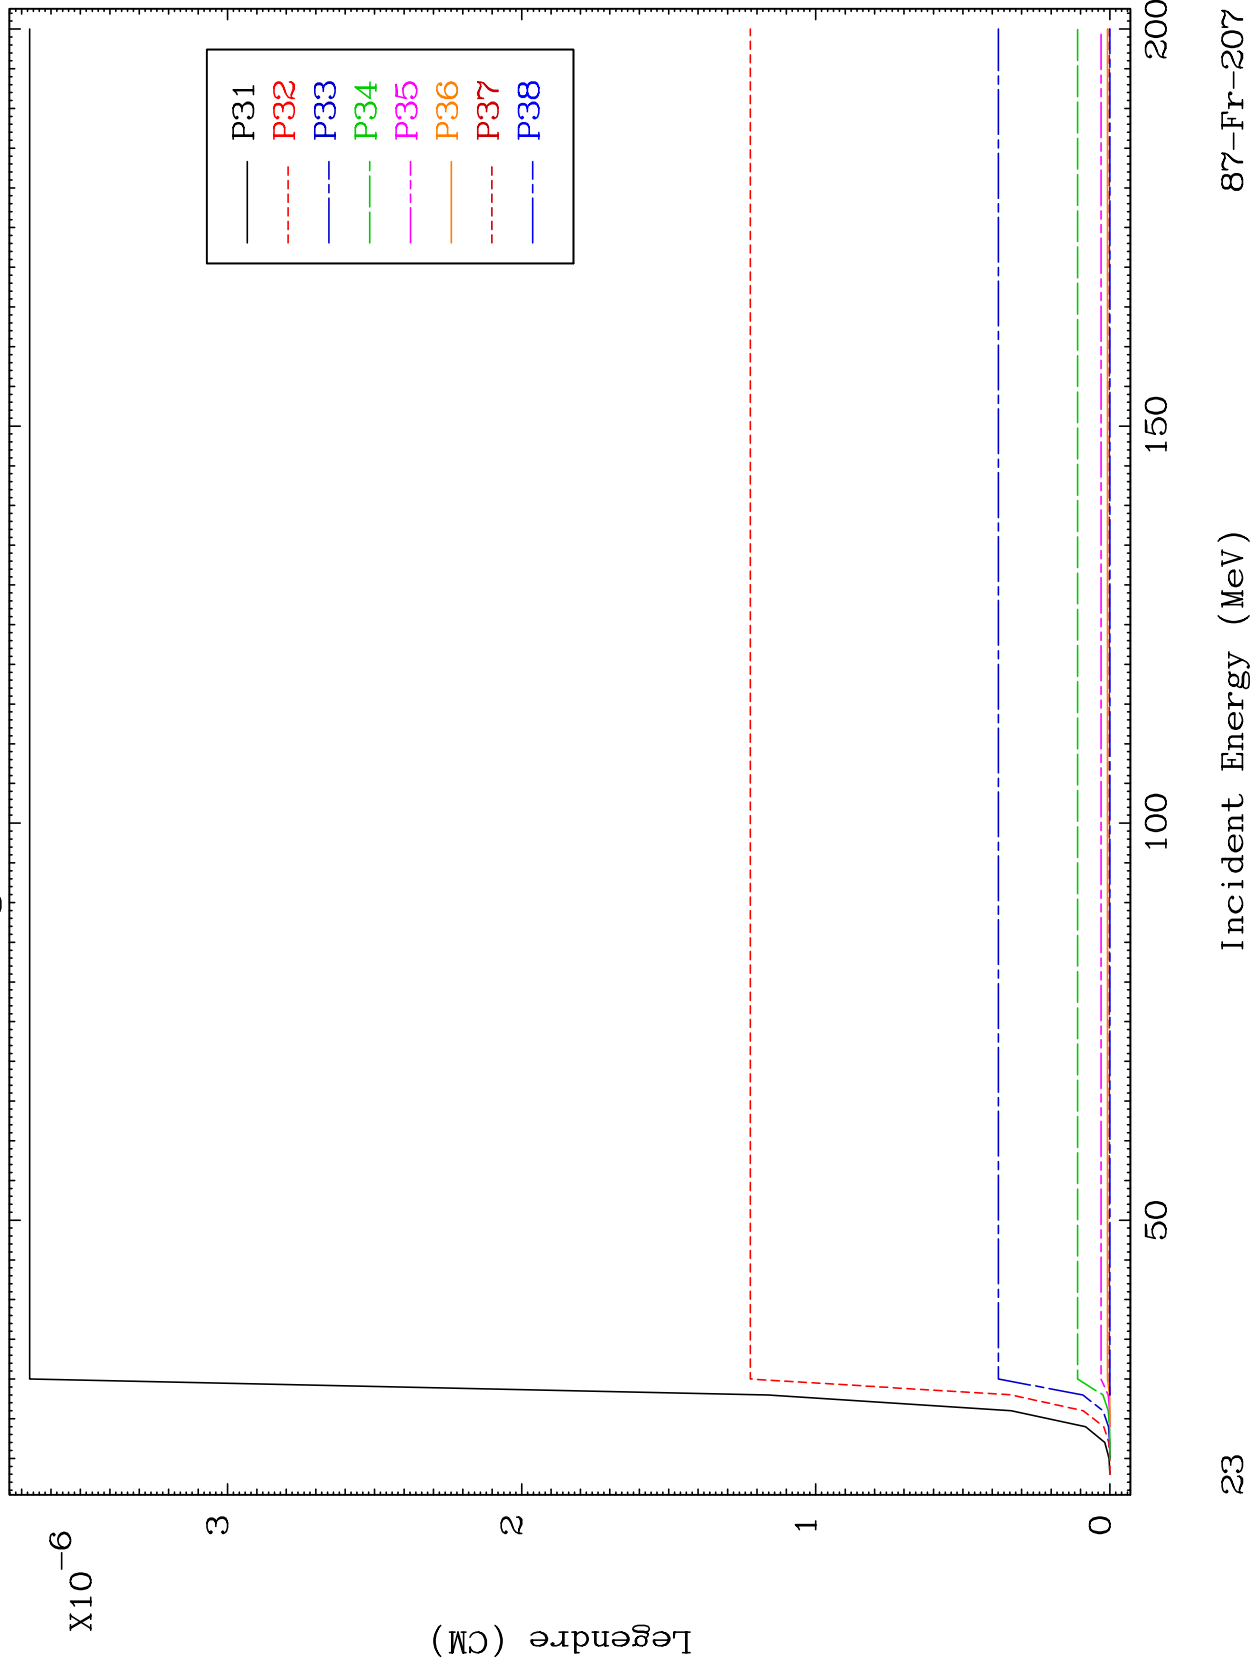 X10-6
3
2
1
0
Legendre (CM)
P31
P32
P33
P34
P35
P36
P37
P38
50
100
150
200
Incident Energy (MeV)
23
87-Fr-207